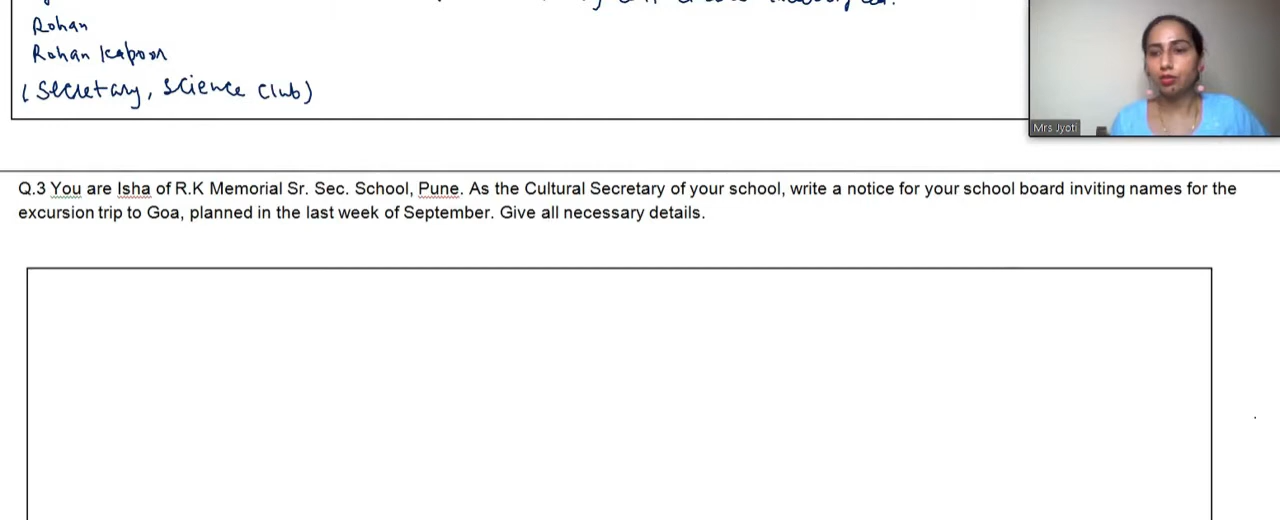 Rohan
Rohan Kapoor
(Secretary, Science Club)
Mrs Jyoti
Q.3 You are Isha of R.K Memorial Sr. Sec. School, Pune. As the Cultural Secretary of your school, write a notice for your school board inviting names for the
excursion trip to Goa, planned in the last week of September. Give all necessary details.